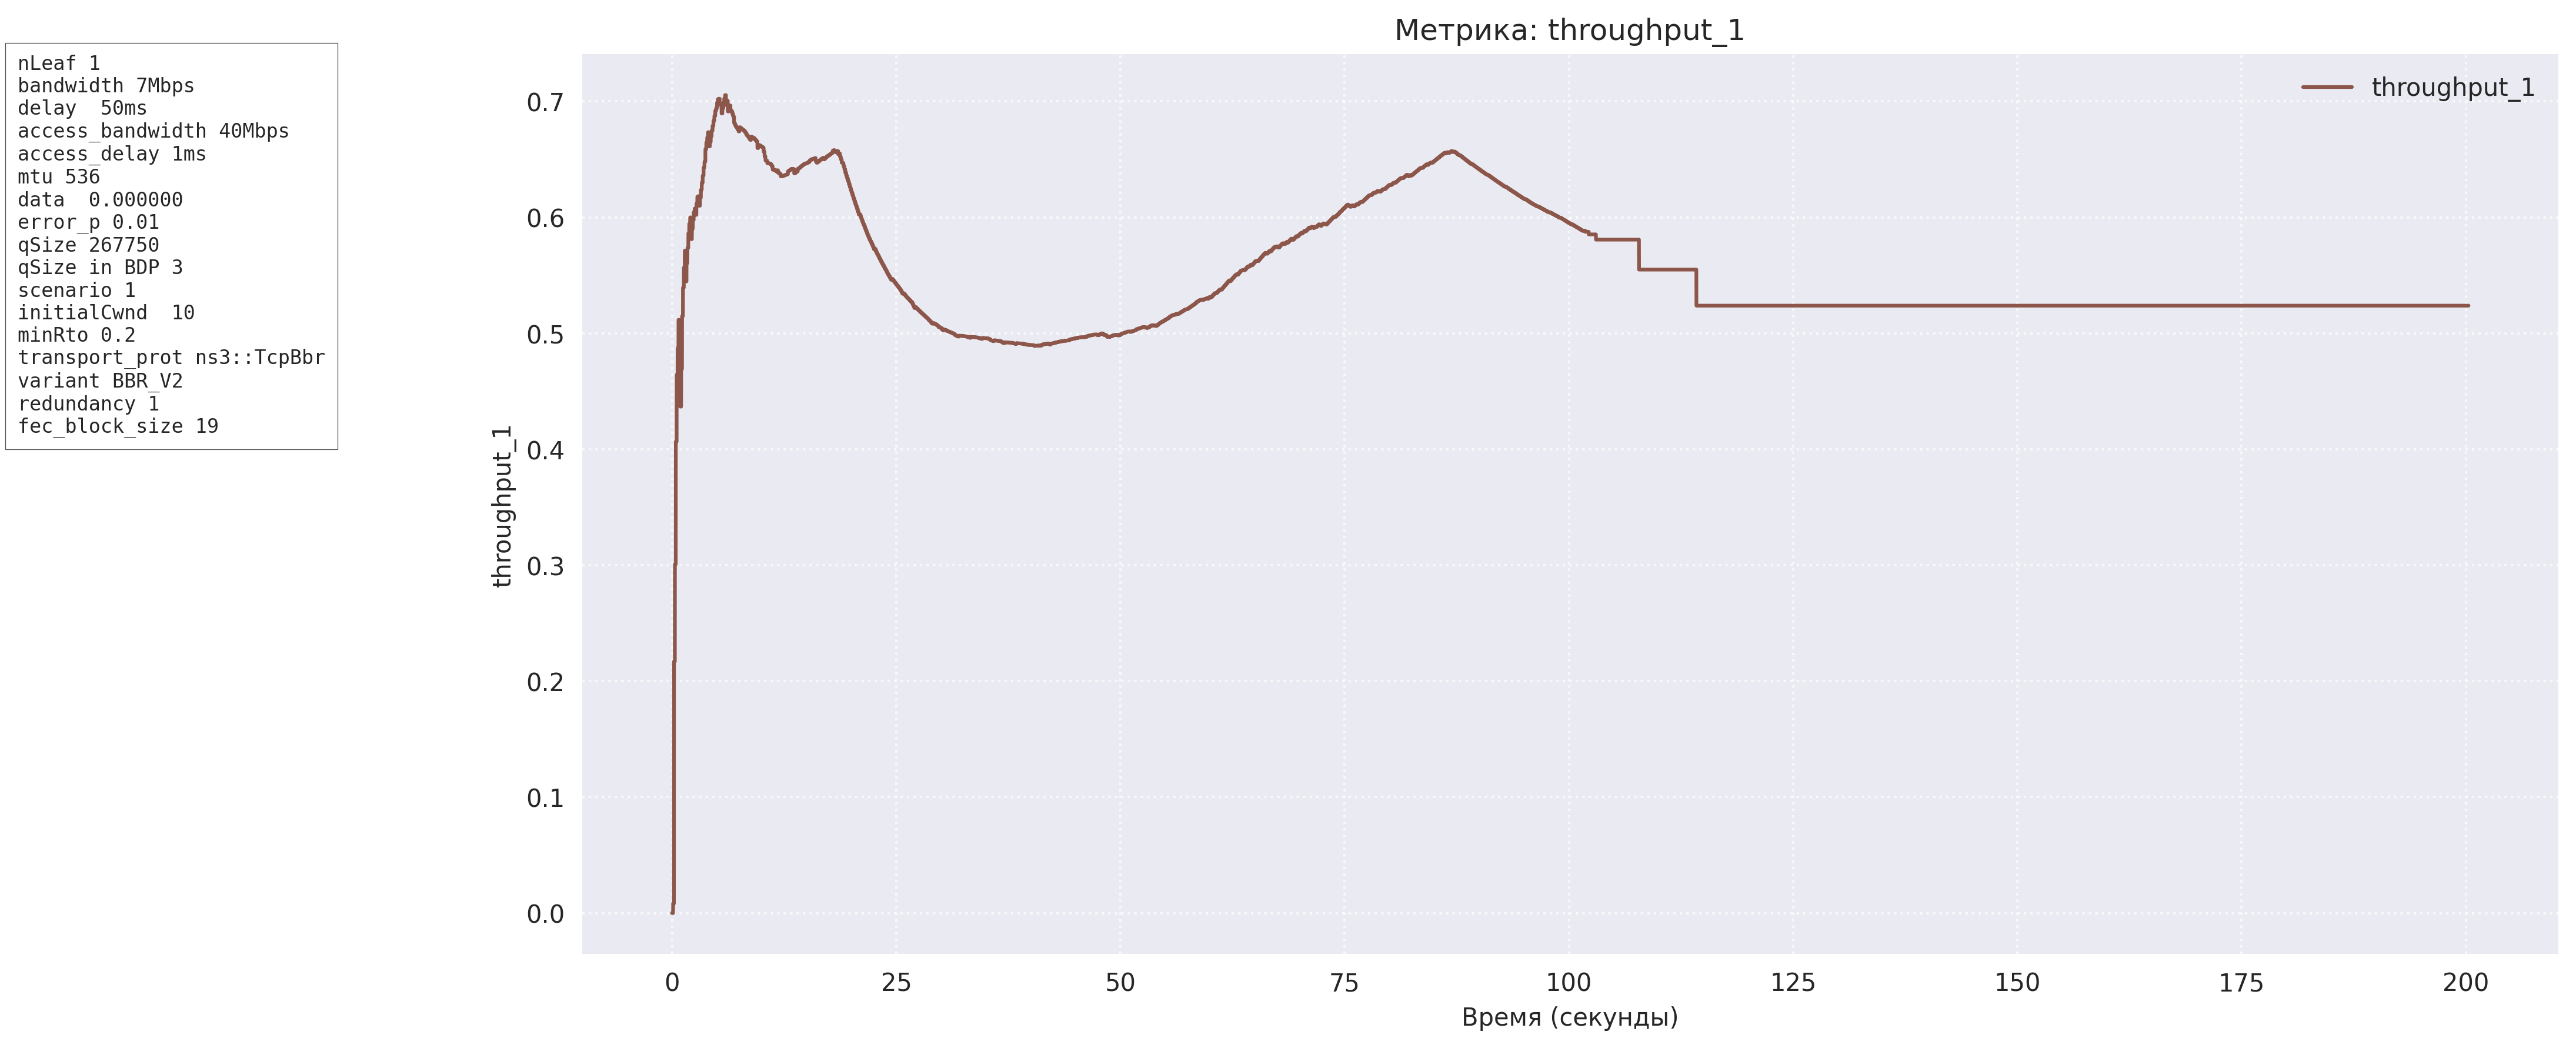 Метрика: throughput_1
nLeaf 1
bandwidth 7Mbps
delay  50ms
access_bandwidth 40Mbps
access_delay 1ms
mtu 536
data  0.000000
error_p 0.01
qSize 267750
qSize in BDP 3
scenario 1
initialCwnd  10
minRto 0.2
transport_prot ns3::TcpBbr
variant BBR_V2
redundancy 1
fec_block_size 19
throughput_1
throughput_1
0.7
0.6
0.5
0.4
0.3
0.2
0.1
0.0
0 25 50 75 100 125 150 175 200
Время (секунды)